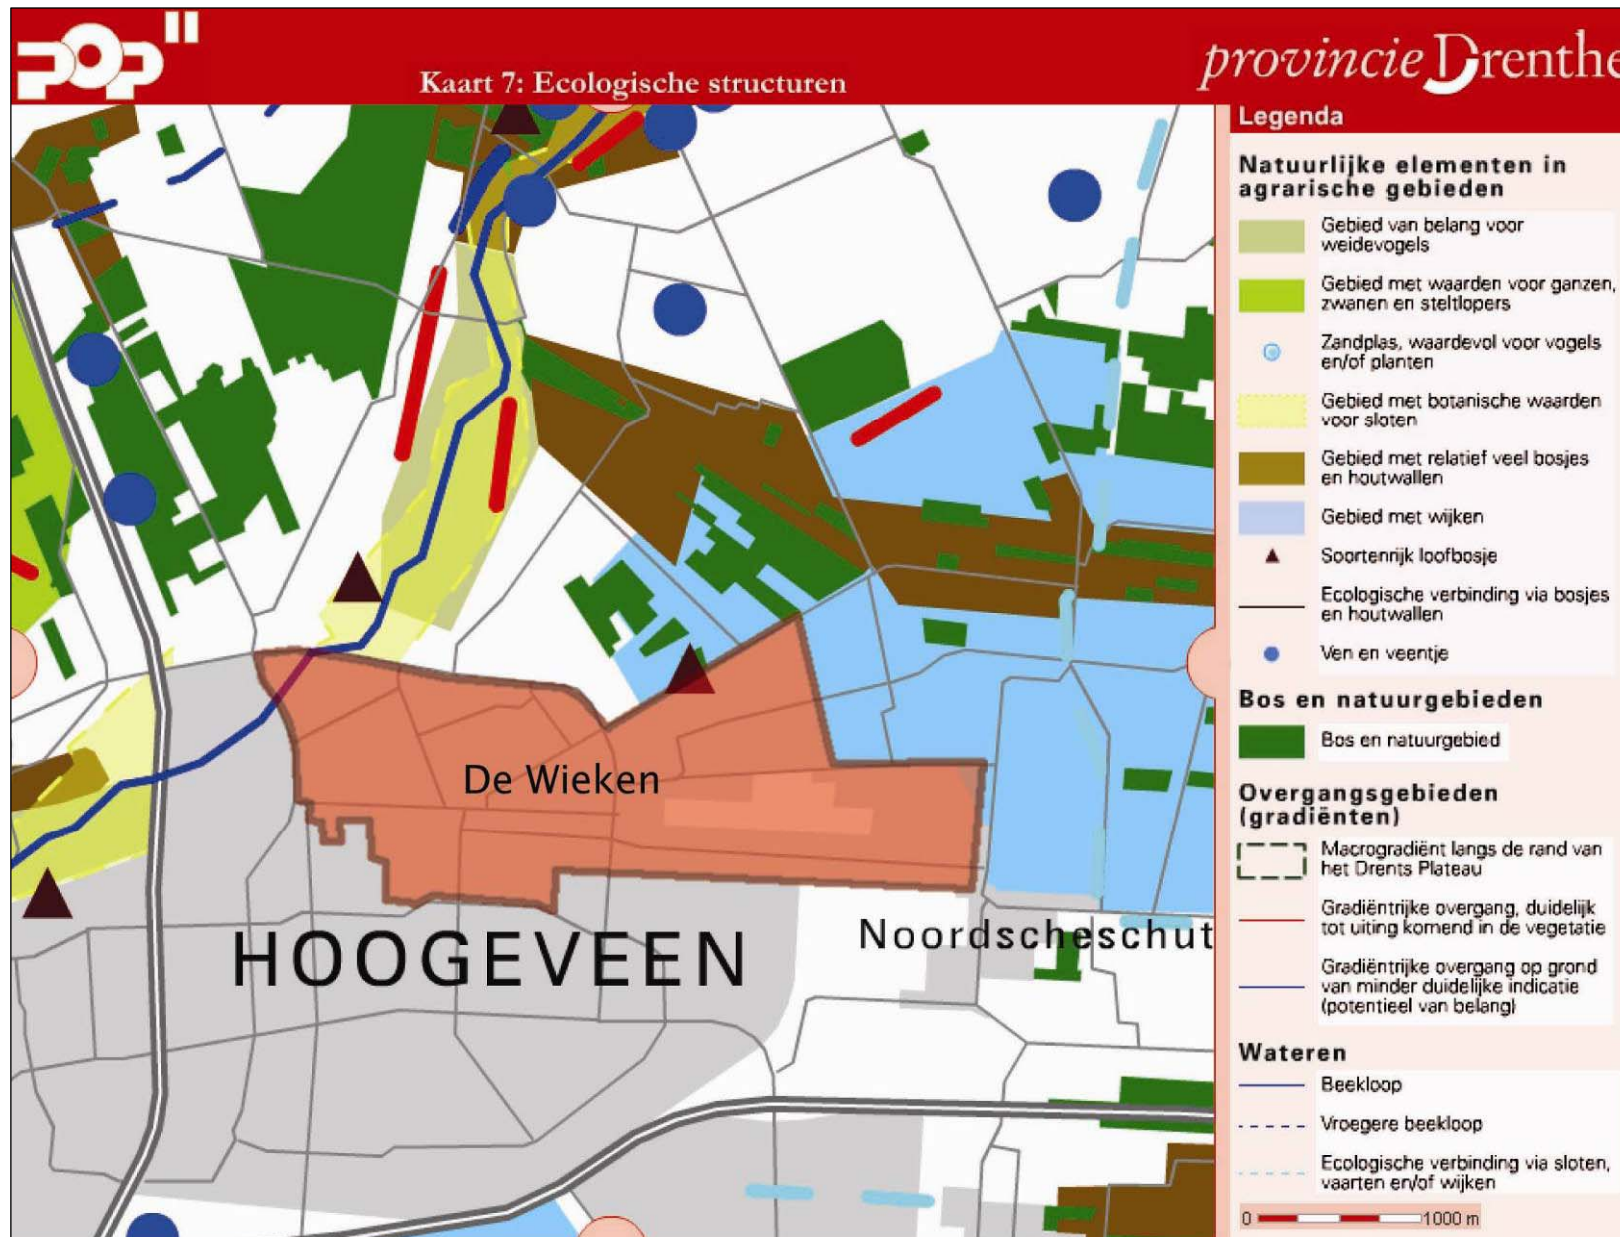 POP II
Kaart 7: Ecologische structuren
provincie Drenthe
Legenda
Natuurlijke elementen in
agrarische gebieden
Gebied van belang voor
weidevogels
Gebied met waarden voor ganzen,
zwanen en steltlopers
Zandplas, waardevol voor vogels
en/of planten
Gebied met botanische waarden
voor sloten
Gebied met relatief veel bosjes
en houtwallen
Gebied met wijken
Soortenrijk loofbosje
Ecologische verbinding via bosjes
en houtwallen
Ven en veentje
Bos en natuurgebieden
Bos en natuurgebied
Overgangsgebieden
(gradiënten)
Macrogradiënt langs de rand van
het Drents Plateau
Gradiëntrijke overgang, duidelijk
tot uiting komend in de vegetatie
Gradiëntrijke overgang op grond
van minder duidelijke indicatie
(potentieel van belang)
Wateren
Beekloop
Vroegere beekloop
Ecologische verbinding via sloten,
vaarten en/of wijken
0 1000 m
De Wieken
HOOGEVEEN
Noordscheschut